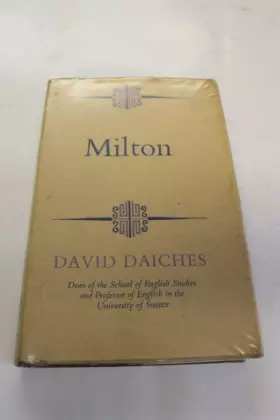 Milton
DAVID DAICHES
Dean of the School of English Studies
and Professor of English in the
University of Sussex